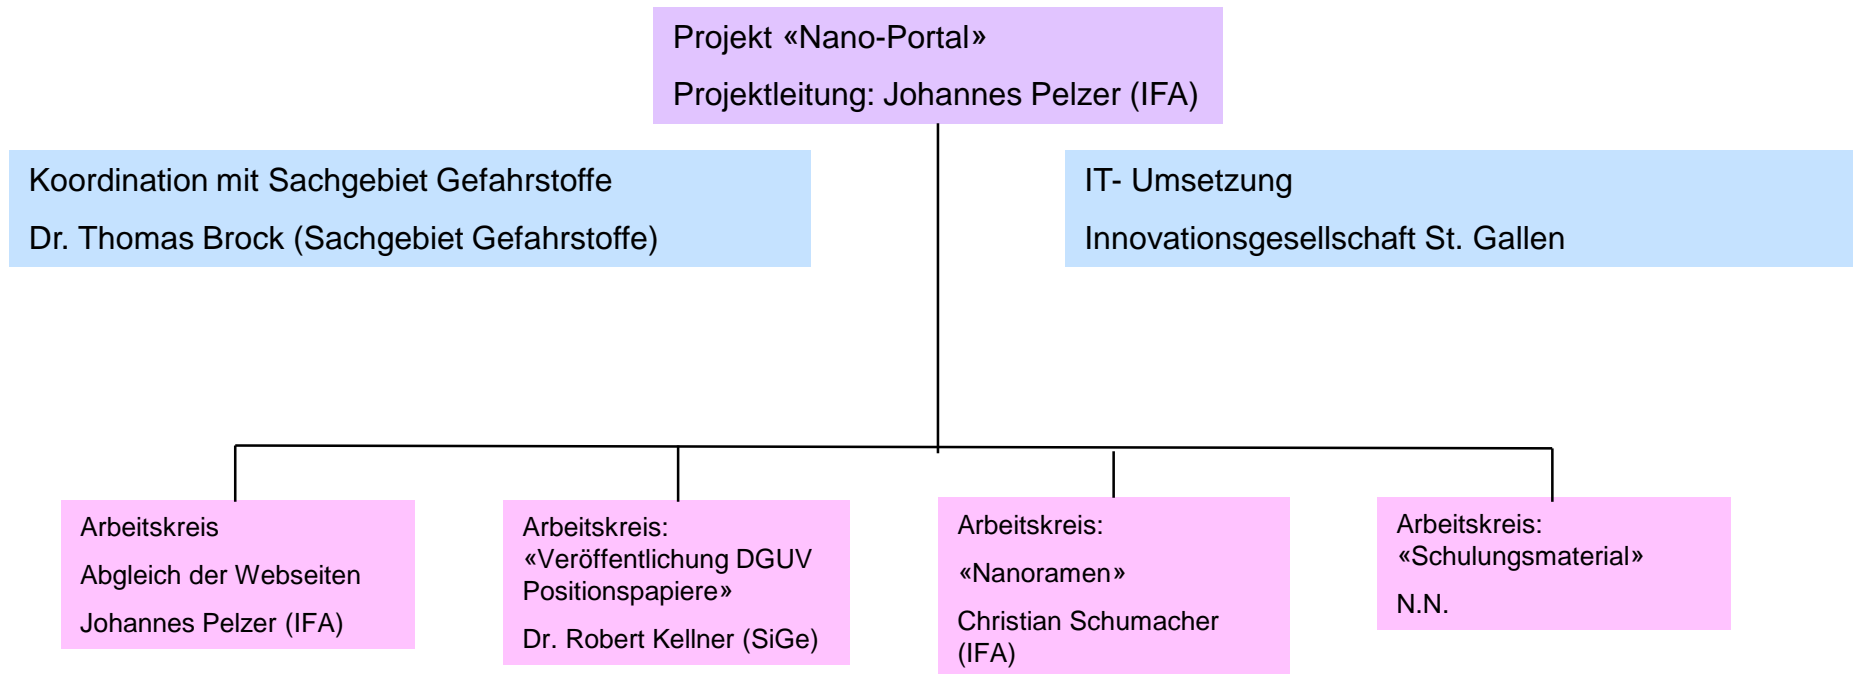 Projekt «Nano-Portal»
Projektleitung: Johannes Pelzer (IFA)
Koordination mit Sachgebiet Gefahrstoffe
Dr. Thomas Brock (Sachgebiet Gefahrstoffe)
IT- Umsetzung
Innovationsgesellschaft St. Gallen
Arbeitskreis
Abgleich der Webseiten
Johannes Pelzer (IFA)
Arbeitskreis:
«Veröffentlichung DGUV
Positionspapiere»
Dr. Robert Kellner (SiGe)
Arbeitskreis:
«Nanoramen»
Christian Schumacher
(IFA)
Arbeitskreis:
«Schulungsmaterial»
N.N.